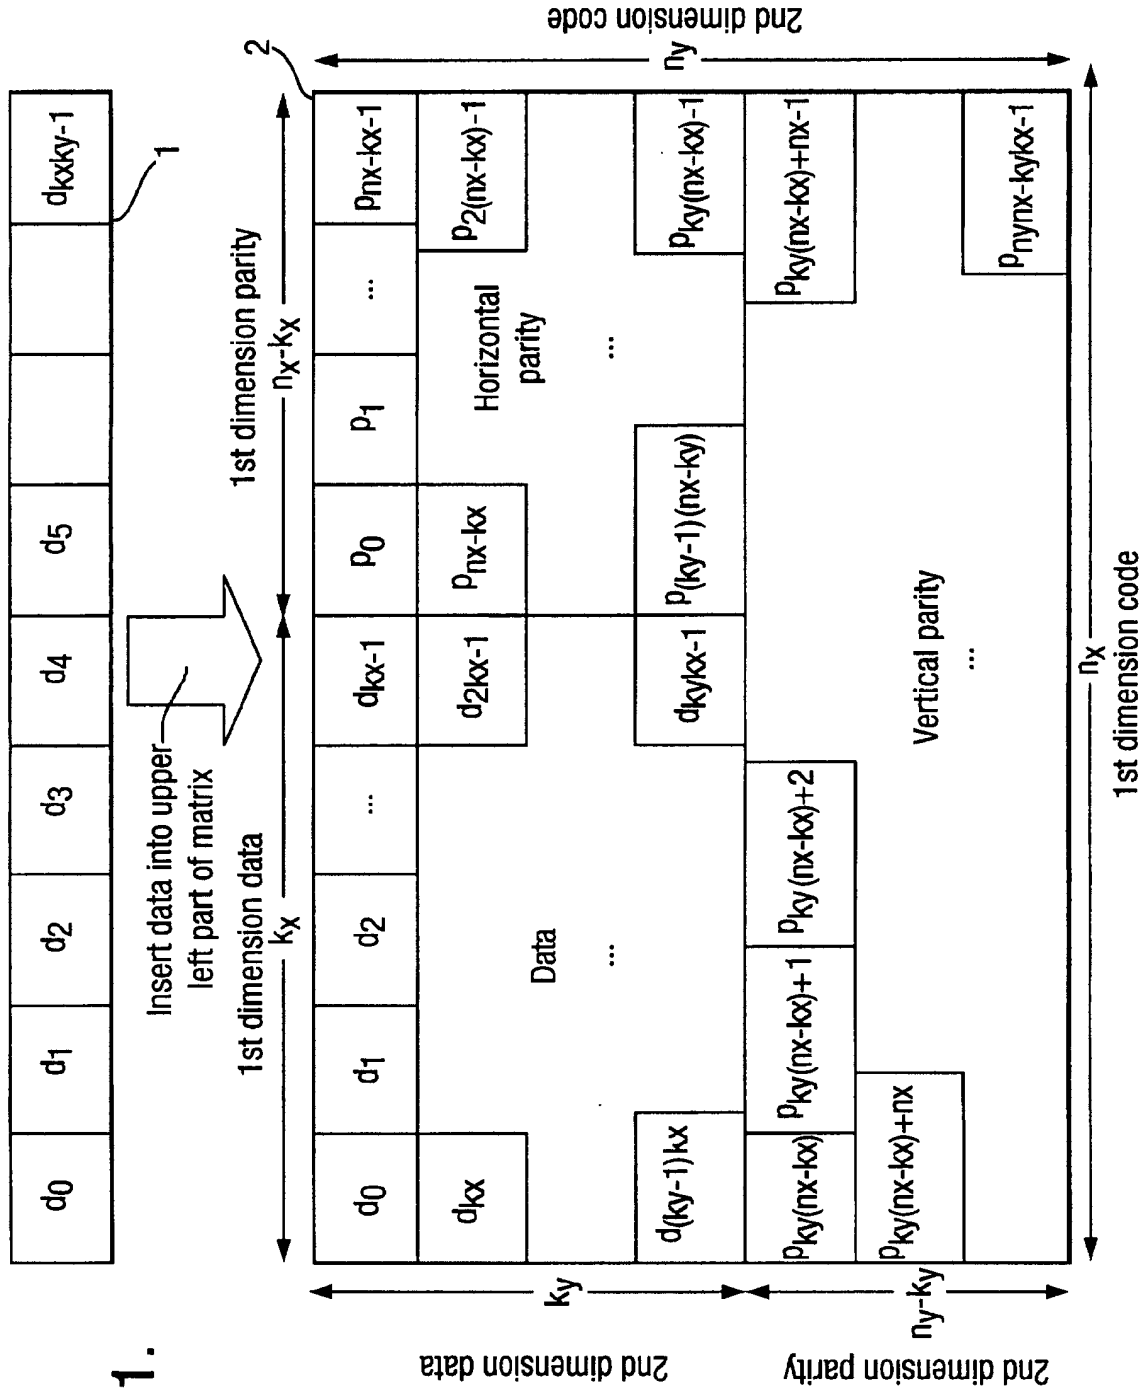 1.
d0 d1 d2 d3 d4 d5 dkxky-1
1
Insert data into upper
left part of matrix
1st dimension data
kx
1st dimension parity
nx-kx
2
d0 d1 d2 ... dkx-1 p0 p1 ... pnx-kx-1
dkx d2kx-1 pnx-kx p2(nx-kx)-1
Data
...
Horizontal
parity
...
d(ky-1)kx dkykx-1 p(ky-1)(nx-ky) pky(nx-kx)-1
pky(nx-kx) pky(nx-kx)+1 pky(nx-kx)+2 pky(nx-kx)+nx-1
pky(nx-kx)+nx
Vertical parity
...
pnynx-kykx-1
2nd dimension data
ky
2nd dimension parity
ny-ky
ny
2nd dimension code
nx
1st dimension code